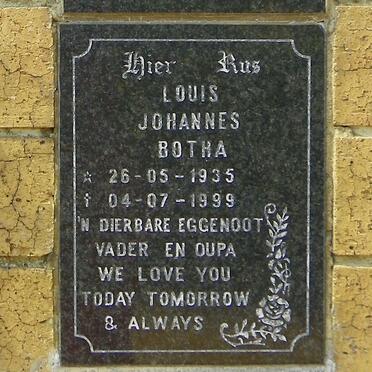 Hier Rus
LOUIS
JOHANNES
BOTHA
☆ 26-05-1935
† 04-07-1999
'N DIERBARE EGGENOOT
VADER EN OUPA
WE LOVE YOU
TODAY TOMORROW
& ALWAYS